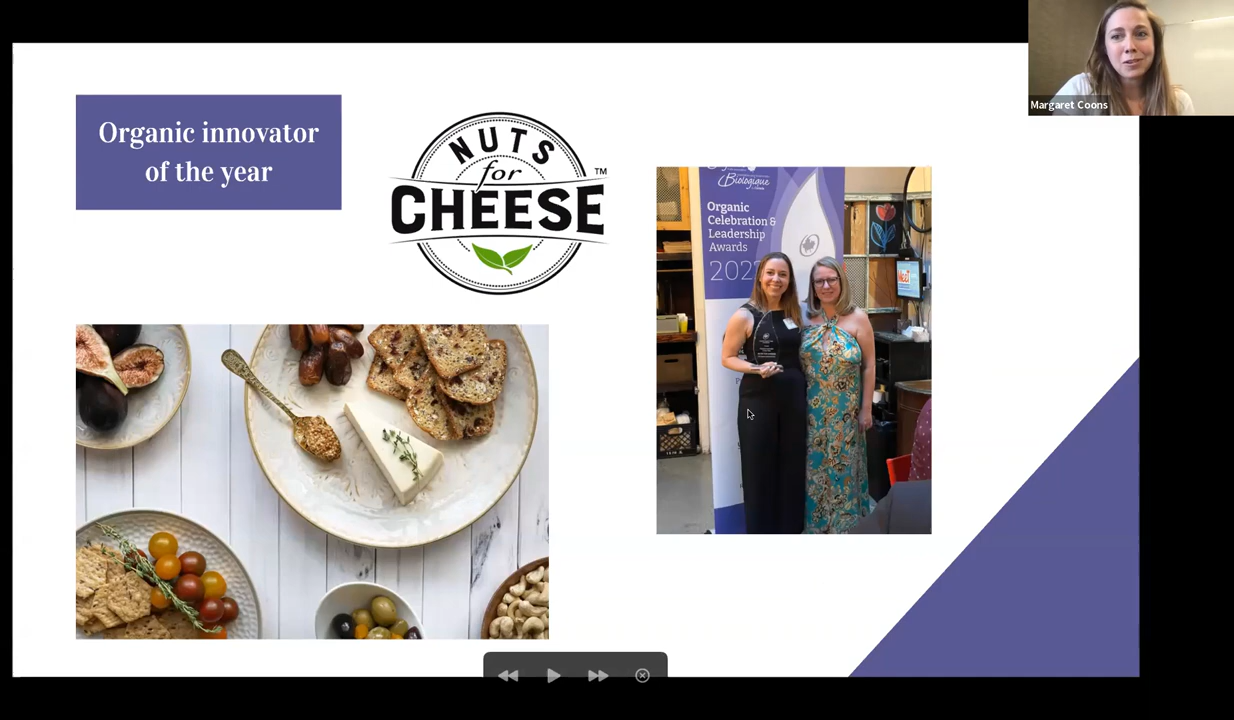 Organic innovator
of the year
NUTS
for
CHEESE
TM
Biologique
Organic
Celebration &
Leadership
Awards
Margaret Coons